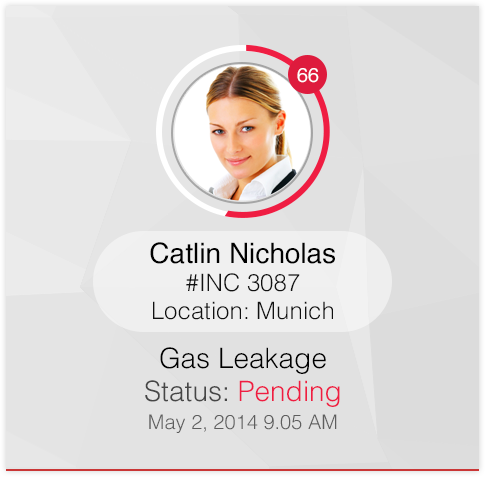 66
Catlin Nicholas
#INC 3087
Location: Munich
Gas Leakage
Status: Pending
May 2, 2014 9.05 AM